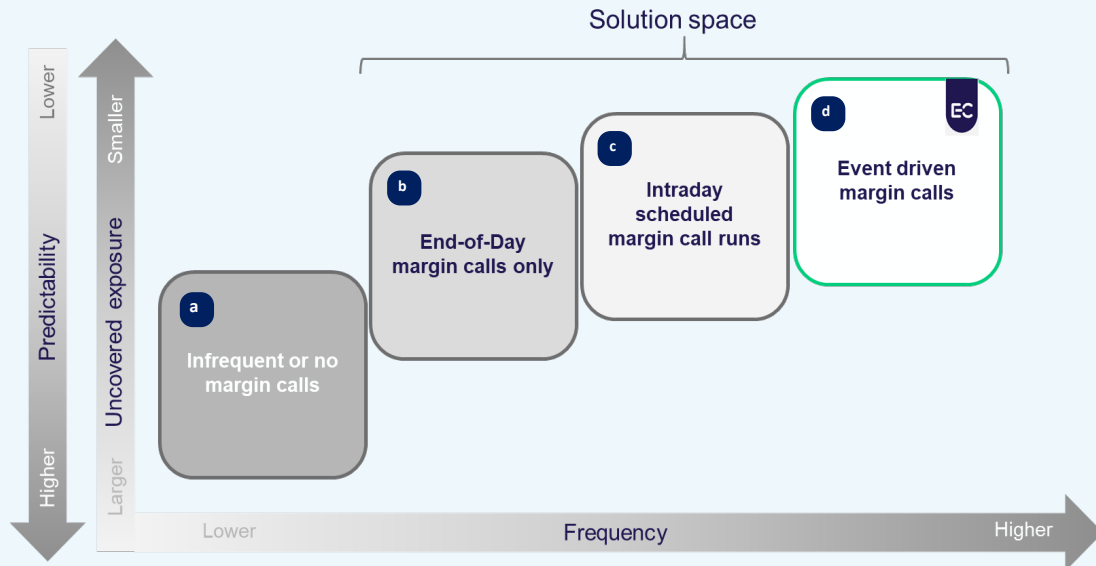 Solution space
Lower
Predictability
Higher
Smaller
Uncovered exposure
Larger
a
Infrequent or no
margin calls
b
End-of-Day
margin calls only
c
Intraday
scheduled
margin call runs
d
EC
Event driven
margin calls
Lower
Frequency
Higher